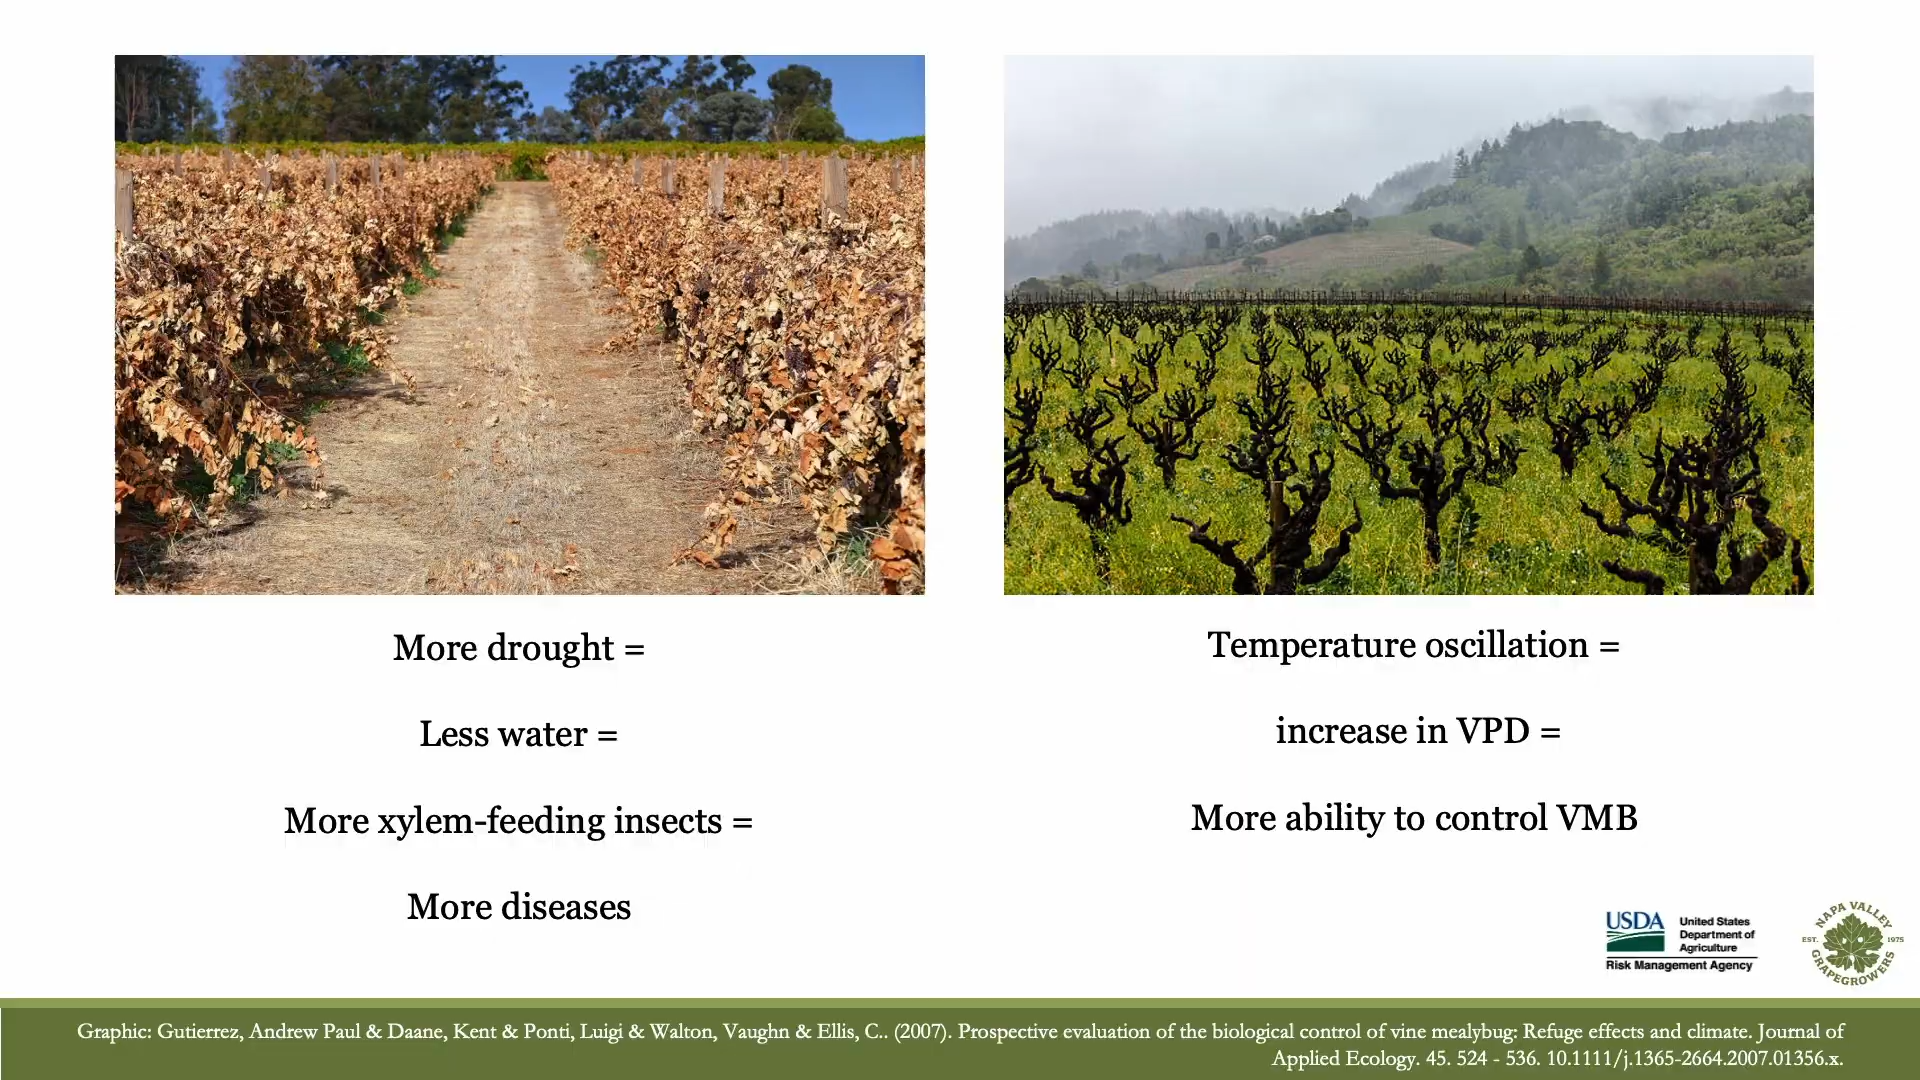 More drought =
Less water =
More xylem-feeding insects =
More diseases
Temperature oscillation =
increase in VPD =
More ability to control VMB
USDA
United States
Department of
Agriculture
Risk Management Agency
NAPA VALLEY
EST. 1975
GRAPEGROWERS
Graphic: Gutierrez, Andrew Paul & Daane, Kent & Ponti, Luigi & Walton, Vaughn & Ellis, C.. (2007). Prospective evaluation of the biological control of vine mealybug: Refuge effects and climate. Journal of
Applied Ecology. 45. 524 - 536. 10.1111/j.1365-2664.2007.01356.x.